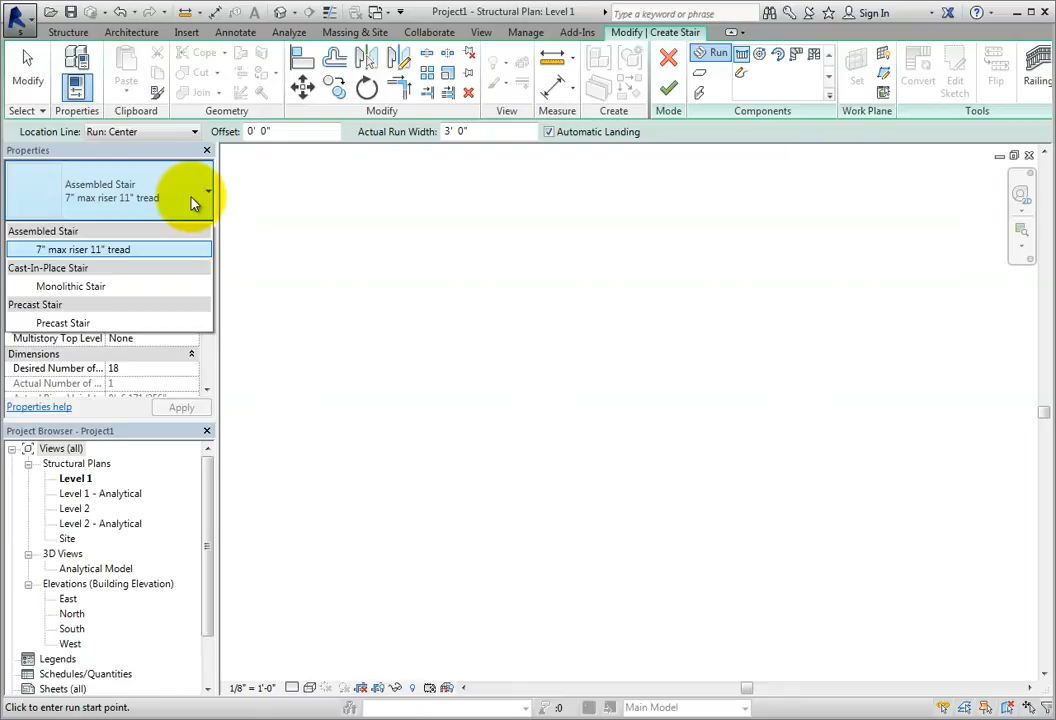 Project1 - Structural Plan: Level 1
Type a keyword or phrase
Sign In
Structure Architecture Insert Annotate Analyze Massing & Site Collaborate View Manage Add-Ins Modify | Create Stair
Modify
Paste
Cope
Cut
Join
Run
Set
Convert
Edit
Sketch
Flip
Railing
Select Properties Clipboard Geometry Modify View Measure Create Mode Components Work Plane Tools
Location Line: Run: Center Offset: 0' 0" Actual Run Width: 3' 0" Automatic Landing
Properties
Assembled Stair
7" max riser 11" tread
Assembled Stair
7" max riser 11" tread
Cast-In-Place Stair
Monolithic Stair
Precast Stair
Precast Stair
Multistory Top Level None
Dimensions
Desired Number of... 18
Actual Number of ... 1
Properties help Apply
Project Browser - Project1
Views (all)
Structural Plans
Level 1
Level 1 - Analytical
Level 2
Level 2 - Analytical
Site
3D Views
Analytical Model
Elevations (Building Elevation)
East
North
South
West
Legends
Schedules/Quantities
Sheets (all)
2D
1/8" = 1'-0"
Click to enter run start point.
:0
Main Model